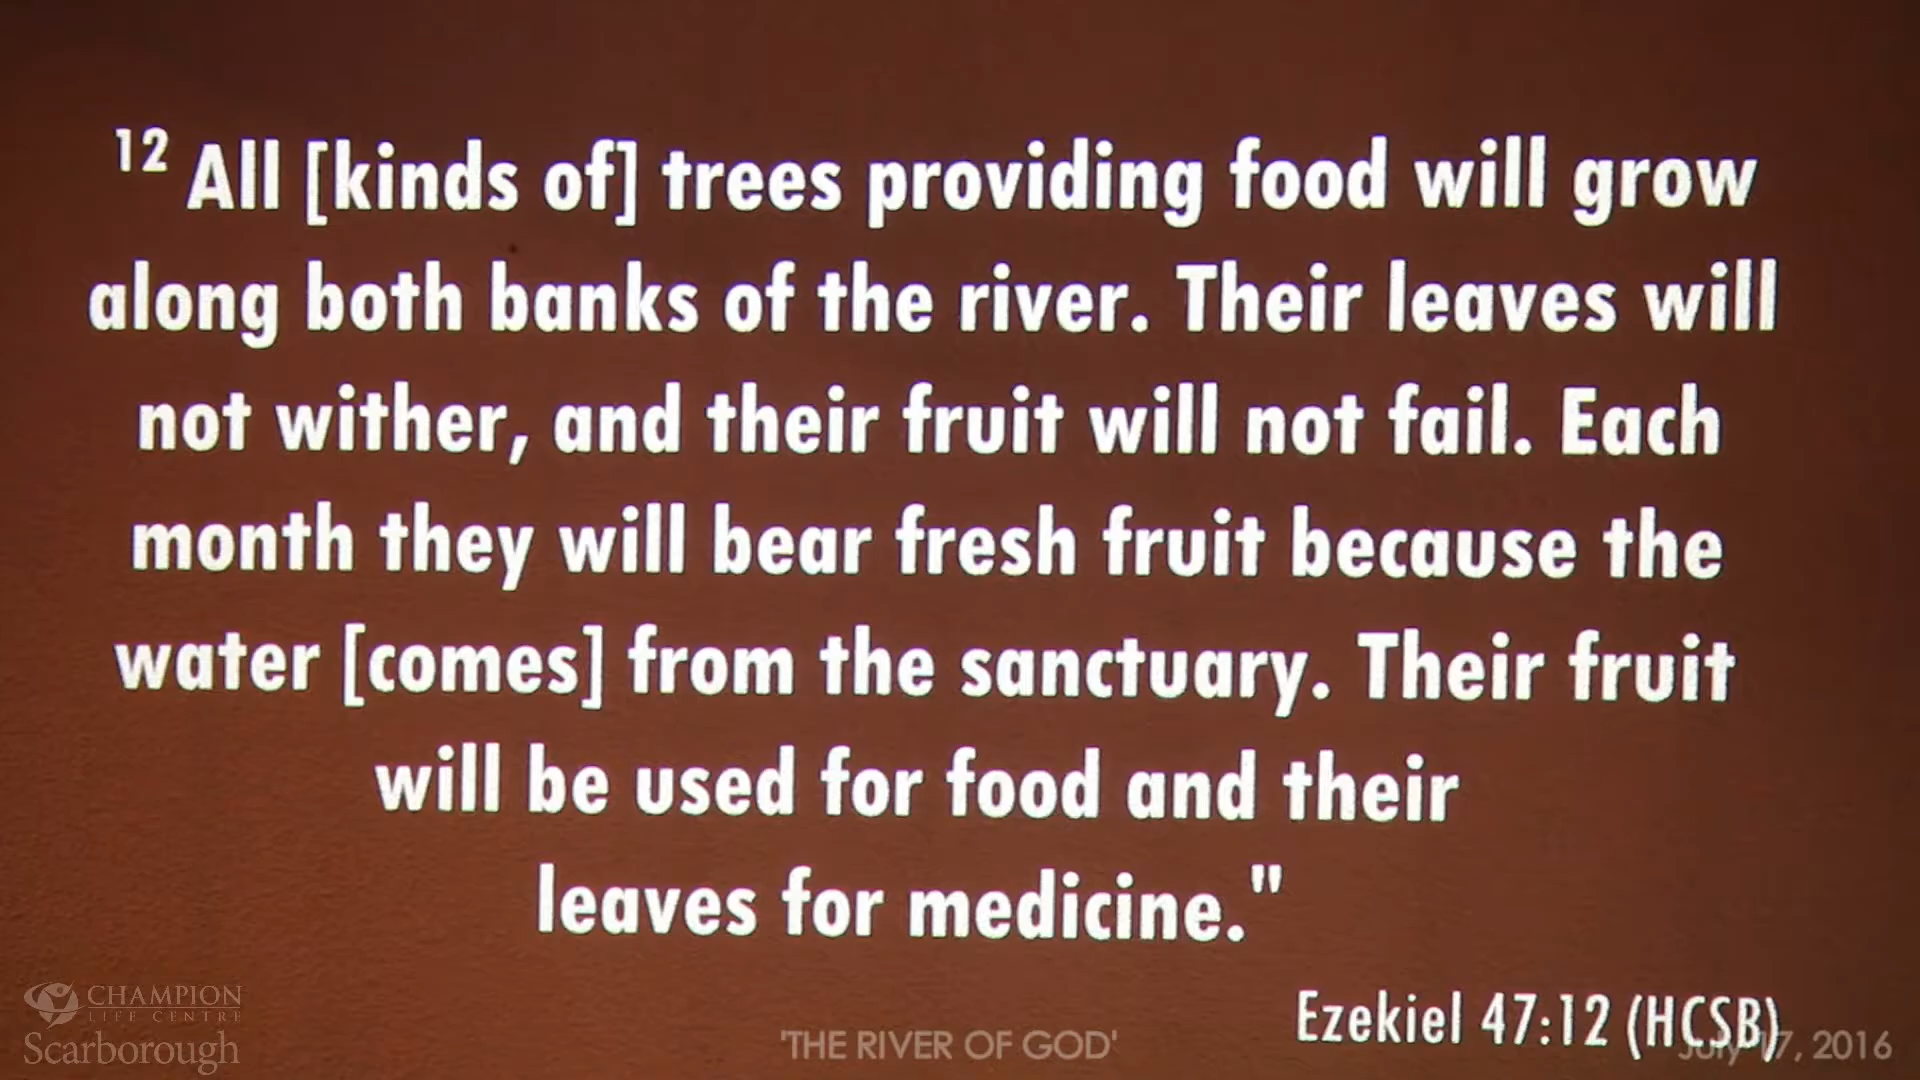 12 All [kinds of] trees providing food will grow
along both banks of the river. Their leaves will
not wither, and their fruit will not fail. Each
month they will bear fresh fruit because the
water [comes] from the sanctuary. Their fruit
will be used for food and their
leaves for medicine."
Ezekiel 47:12 (HCSB)
CHAMPION
LIFE CENTRE
Scarborough
'THE RIVER OF GOD'
July 17, 2016